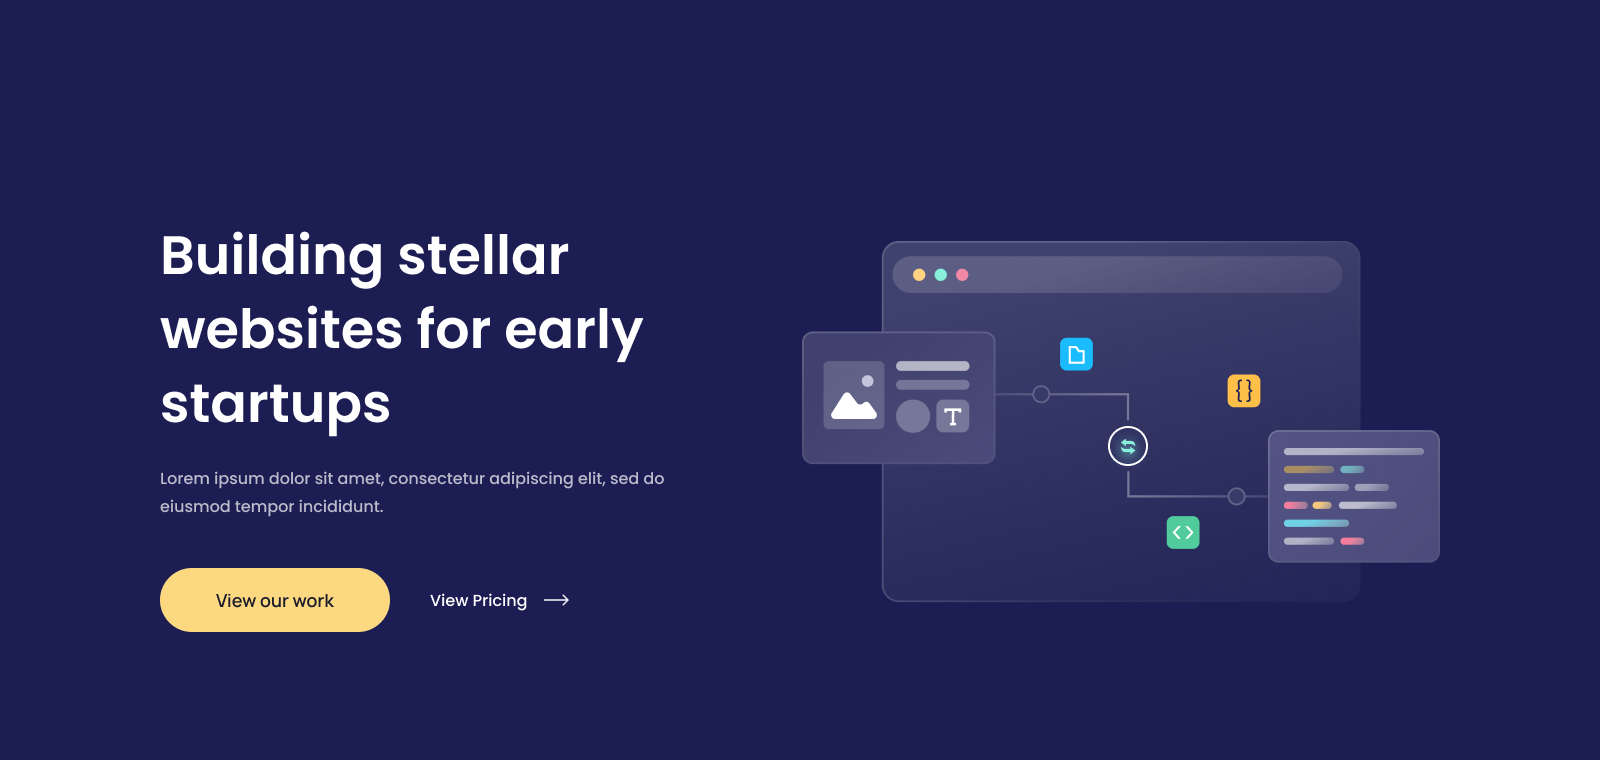 Building stellar
websites for early
startups
Lorem ipsum dolor sit amet, consectetur adipiscing elit, sed do
eiusmod tempor incididunt.
View our work
View Pricing
T
{}
<>